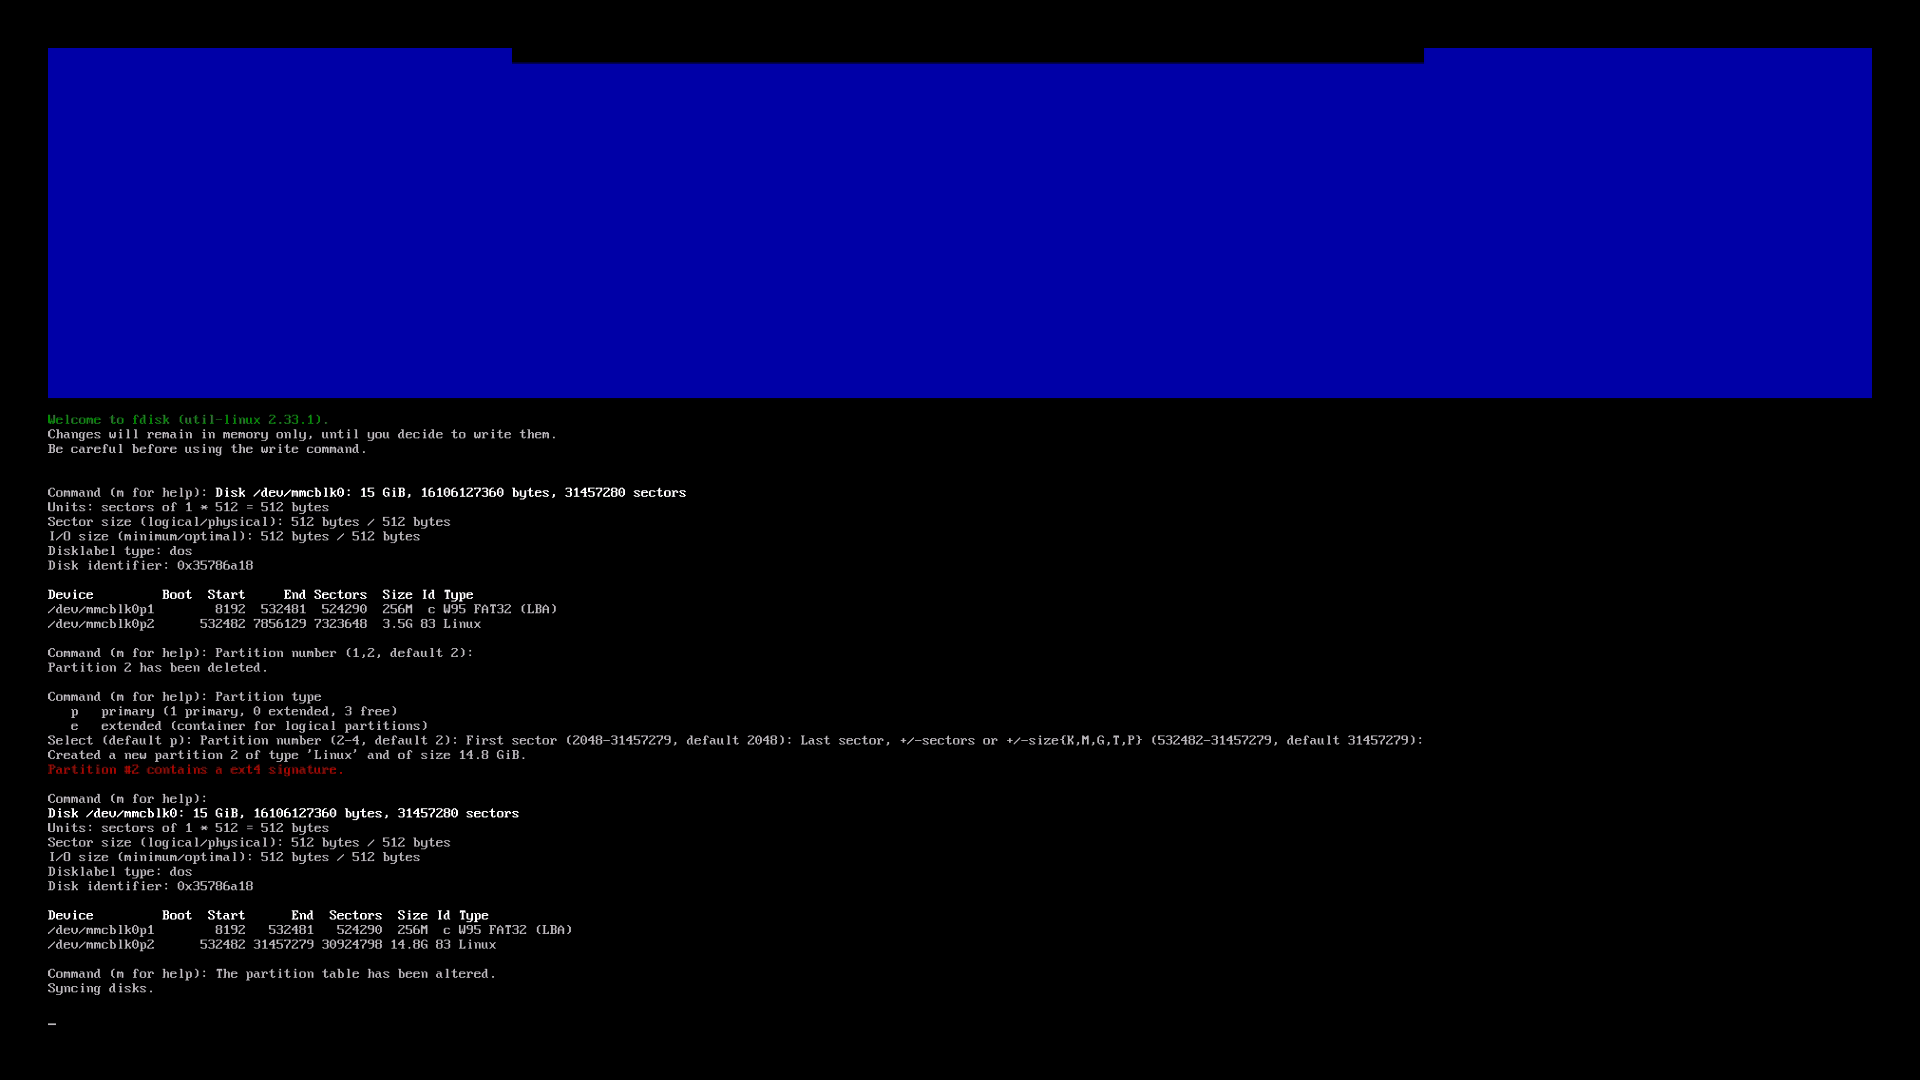 Welcome to fdisk (util-linux 2.33.1).
Changes will remain in memory only, until you decide to write them.
Be careful before using the write command.
Command (m for help): Disk /dev/mmcblk0: 15 GiB, 16106127360 bytes, 31457280 sectors
Units: sectors of 1 * 512 = 512 bytes
Sector size (logical/physical): 512 bytes / 512 bytes
I/O size (minimum/optimal): 512 bytes / 512 bytes
Disklabel type: dos
Disk identifier: 0x35786a18
Device         Boot  Start     End Sectors  Size Id Type
/dev/mmcblk0p1        8192  532481  524290  256M  c W95 FAT32 (LBA)
/dev/mmcblk0p2      532482 7856129 7323648  3.5G 83 Linux
Command (m for help): Partition number (1,2, default 2):
Partition 2 has been deleted.
Command (m for help): Partition type
   p   primary (1 primary, 0 extended, 3 free)
   e   extended (container for logical partitions)
Select (default p): Partition number (2-4, default 2): First sector (2048-31457279, default 2048): Last sector, +/-sectors or +/-size{K,M,G,T,P} (532482-31457279, default 31457279):
Created a new partition 2 of type 'Linux' and of size 14.8 GiB.
Partition #2 contains a ext4 signature.
Command (m for help):
Disk /dev/mmcblk0: 15 GiB, 16106127360 bytes, 31457280 sectors
Units: sectors of 1 * 512 = 512 bytes
Sector size (logical/physical): 512 bytes / 512 bytes
I/O size (minimum/optimal): 512 bytes / 512 bytes
Disklabel type: dos
Disk identifier: 0x35786a18
Device         Boot  Start      End  Sectors  Size Id Type
/dev/mmcblk0p1        8192   532481   524290  256M  c W95 FAT32 (LBA)
/dev/mmcblk0p2      532482 31457279 30924798 14.8G 83 Linux
Command (m for help): The partition table has been altered.
Syncing disks.
_